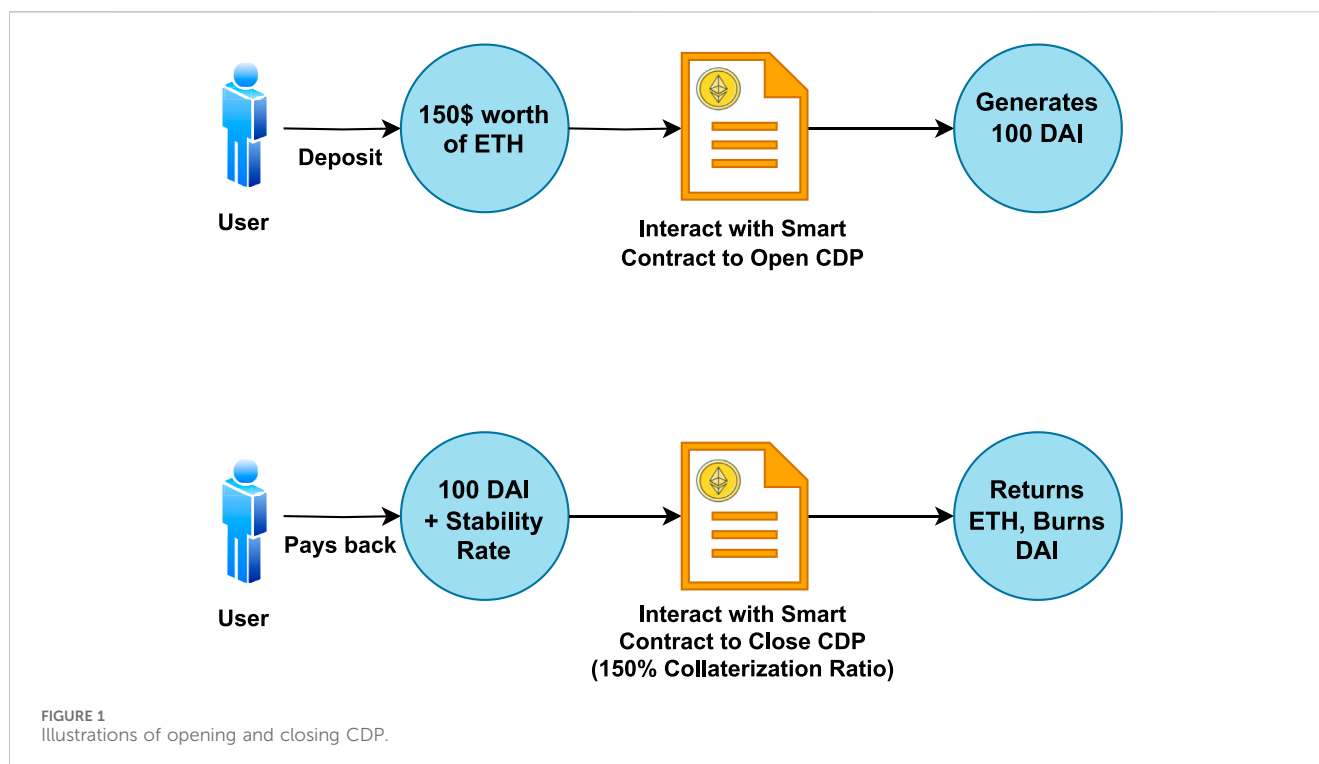 150$ worth
of ETH
Generates
100 DAI
Deposit
User
Interact with Smart
Contract to Open CDP
100 DAI
+ Stability
Rate
Returns
ETH, Burns
DAI
Pays back
User
Interact with Smart
Contract to Close CDP
(150% Collaterization Ratio)
FIGURE 1
Illustrations of opening and closing CDP.